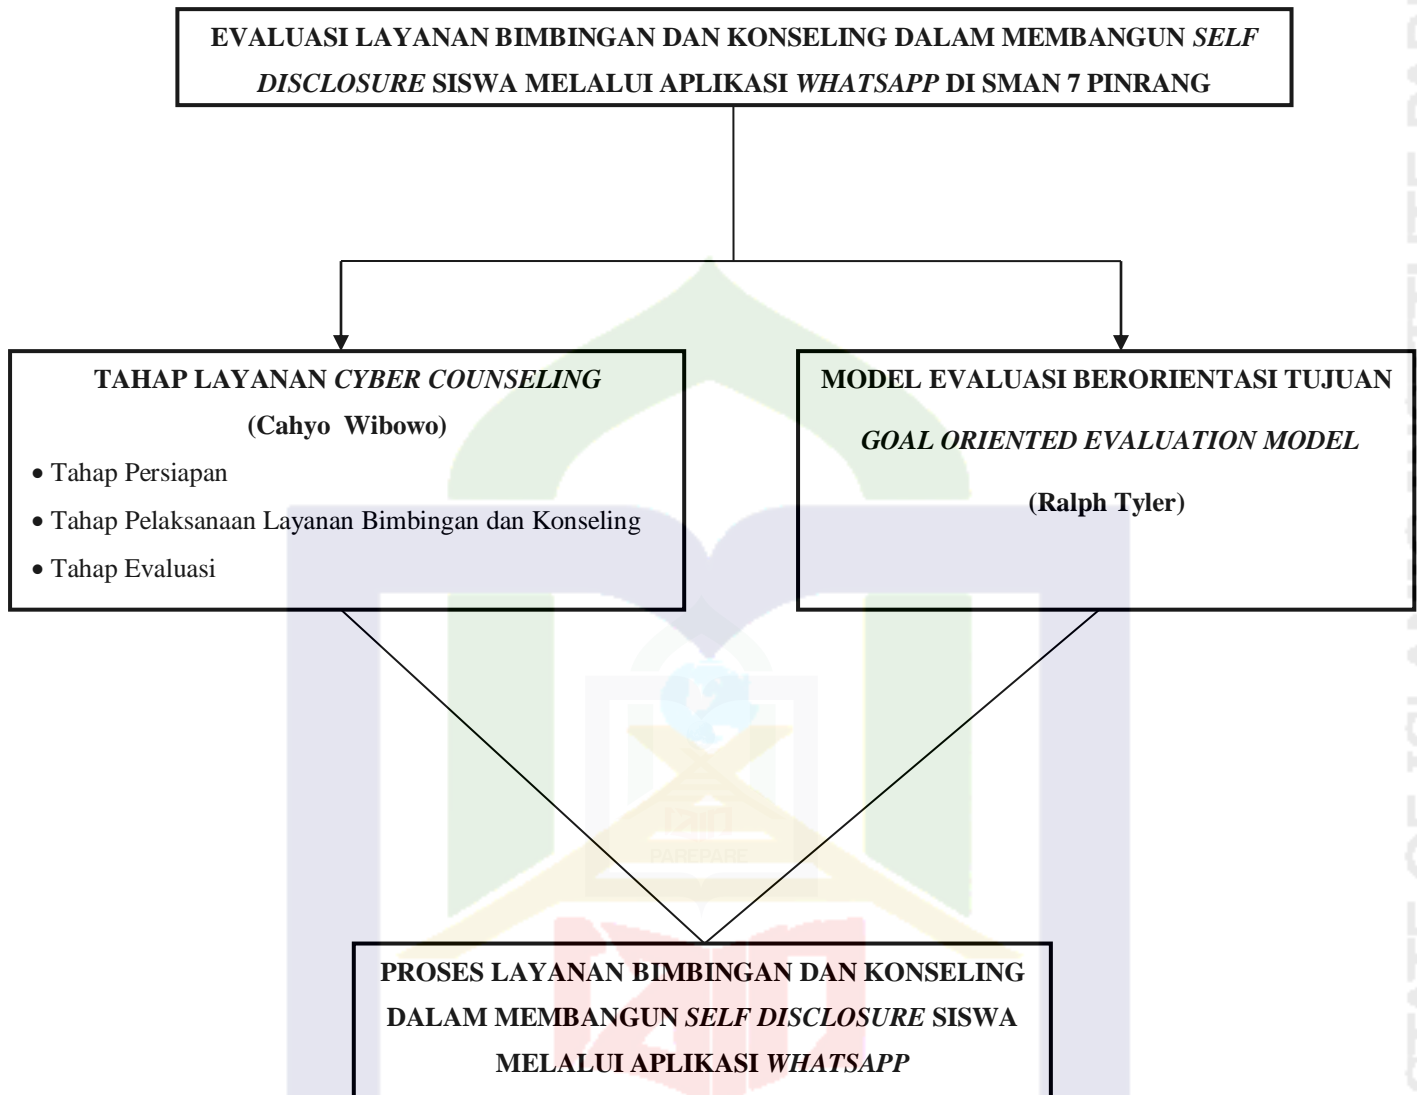 EVALUASI LAYANAN BIMBINGAN DAN KONSELING DALAM MEMBANGUN SELF
DISCLOSURE SISWA MELALUI APLIKASI WHATSAPP DI SMAN 7 PINRANG
TAHAP LAYANAN CYBER COUNSELING
(Cahyo Wibowo)
• Tahap Persiapan
• Tahap Pelaksanaan Layanan Bimbingan dan Konseling
• Tahap Evaluasi
MODEL EVALUASI BERORIENTASI TUJUAN
GOAL ORIENTED EVALUATION MODEL
(Ralph Tyler)
PAREPARE
PROSES LAYANAN BIMBINGAN DAN KONSELING
DALAM MEMBANGUN SELF DISCLOSURE SISWA
MELALUI APLIKASI WHATSAPP